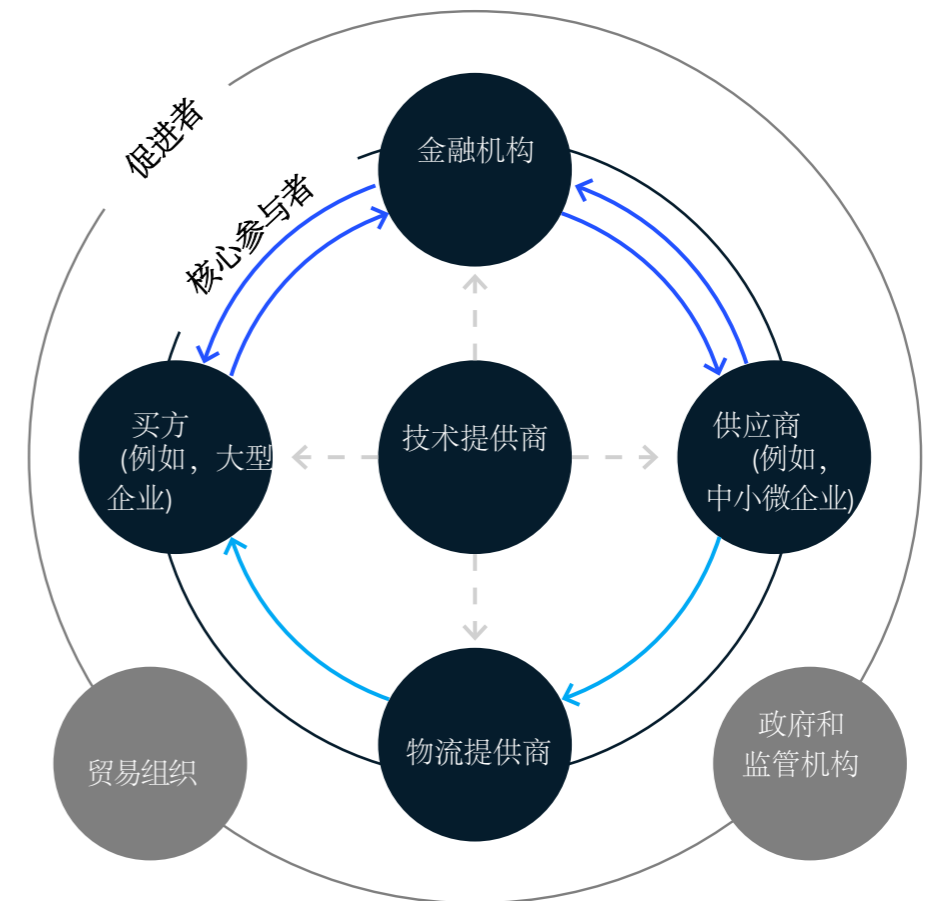 促进者
核心参与者
金融机构
买方
(例如，大型
企业)
技术提供商
供应商
(例如，
中小微企业)
物流提供商
贸易组织
政府和
监管机构